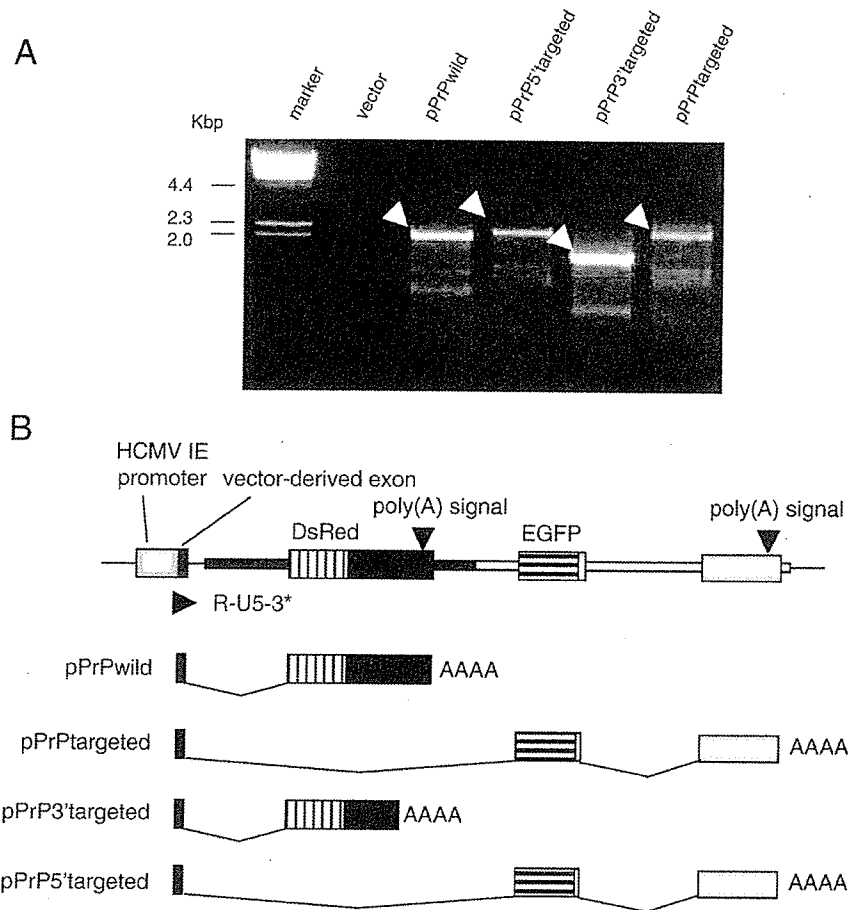 A
marker
vector
pPrPwild
pPrP5'targeted
pPrP3'targeted
pPrPtargeted
Kbp
4.4
2.3
2.0
B
HCMV IE
promoter
vector-derived exon
poly(A) signal
poly(A) signal
DsRed
EGFP
R-U5-3*
pPrPwild
AAAA
pPrPtargeted
AAAA
pPrP3'targeted
AAAA
pPrP5'targeted
AAAA